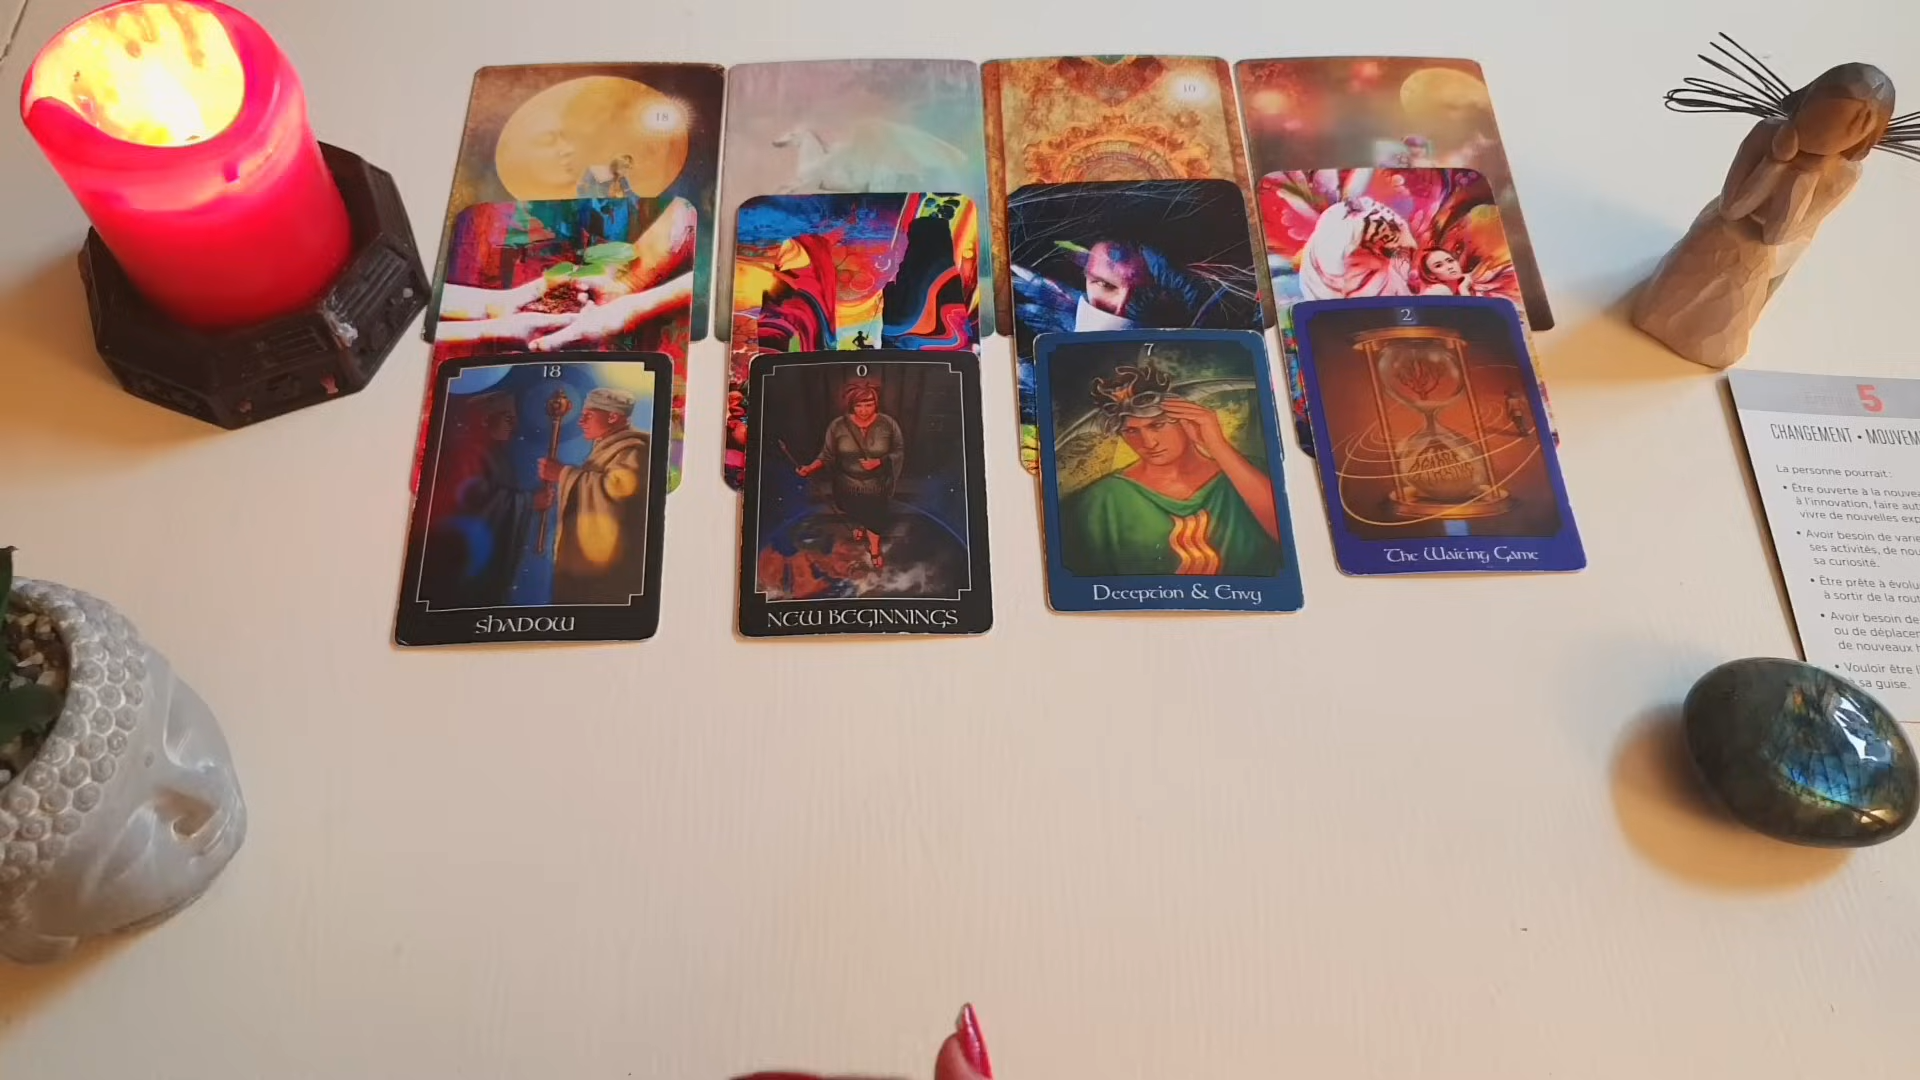 18
10
18
SHADOW
0
NEW BEGINNINGS
7
Deception & Envy
2
The Waiting Game
5
CHANGEMENT • MOUVEM
La personne pourrait :
• Être ouverte à la nouvea
à l'innovation, faire aut
vivre de nouvelles exp
• Avoir besoin de varie
ses activités, de nou
sa curiosité.
• Être prête à évolu
à sortir de la rout
• Avoir besoin de
ou de déplacer
de nouveaux h
• Vouloir être l
à sa guise.